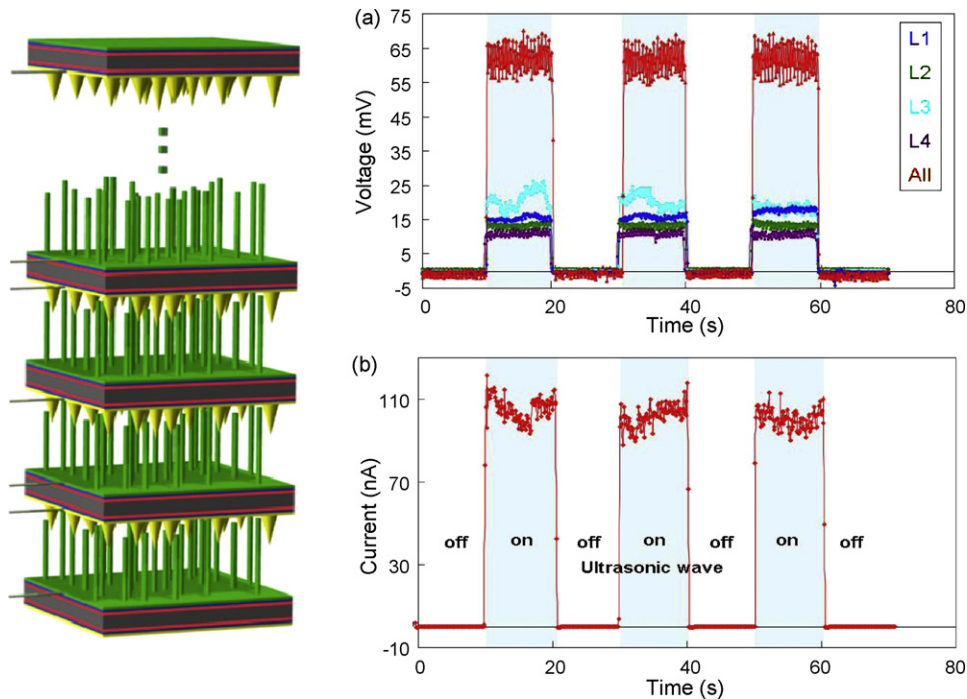 (a)
75
65
55
45
35
25
15
5
-5
Voltage (mV)
L1
L2
L3
L4
All
0
20
40
60
80
Time (s)
(b)
110
70
30
-10
Current (nA)
off
on
off
on
off
on
off
Ultrasonic wave
0
20
40
60
80
Time (s)